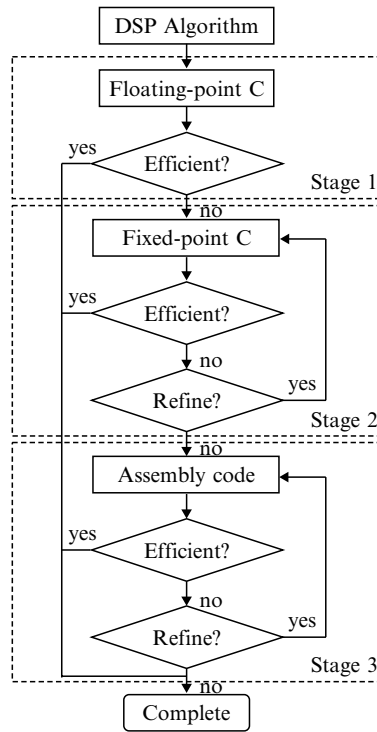 DSP Algorithm
Floating-point C
yes
Efficient?
Stage 1
no
Fixed-point C
yes
Efficient?
no
yes
Refine?
Stage 2
no
Assembly code
yes
Efficient?
no
yes
Refine?
Stage 3
no
Complete